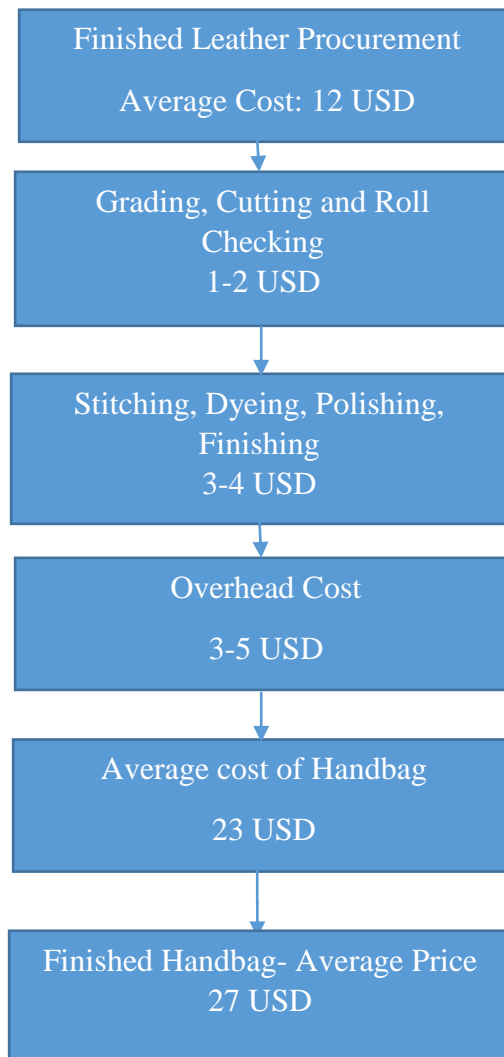 Finished Leather Procurement
Average Cost: 12 USD
Grading, Cutting and Roll
Checking
1-2 USD
Stitching, Dyeing, Polishing,
Finishing
3-4 USD
Overhead Cost
3-5 USD
Average cost of Handbag
23 USD
Finished Handbag- Average Price
27 USD